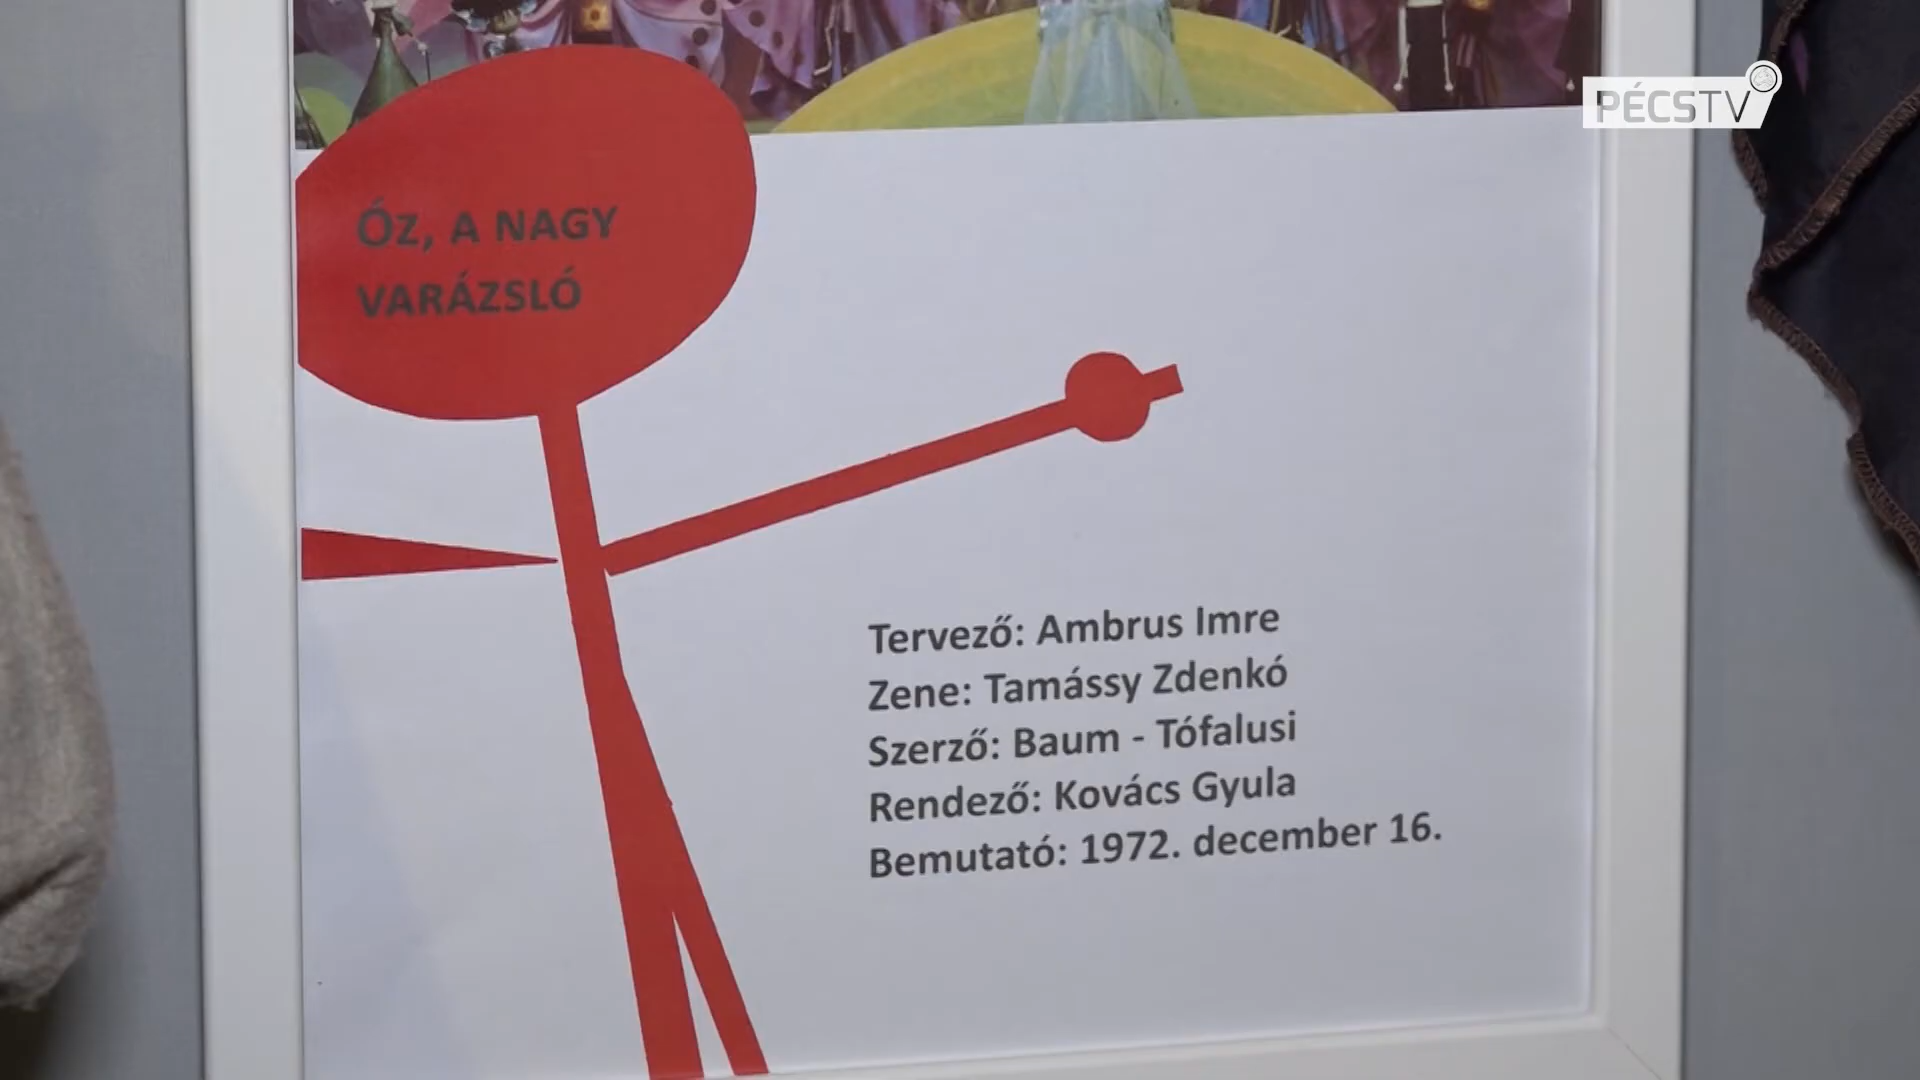 PÉCSTV
ÓZ, A NAGY
VARÁZSLÓ
Tervező: Ambrus Imre
Zene: Tamássy Zdenkó
Szerző: Baum - Tófalusi
Rendező: Kovács Gyula
Bemutató: 1972. december 16.